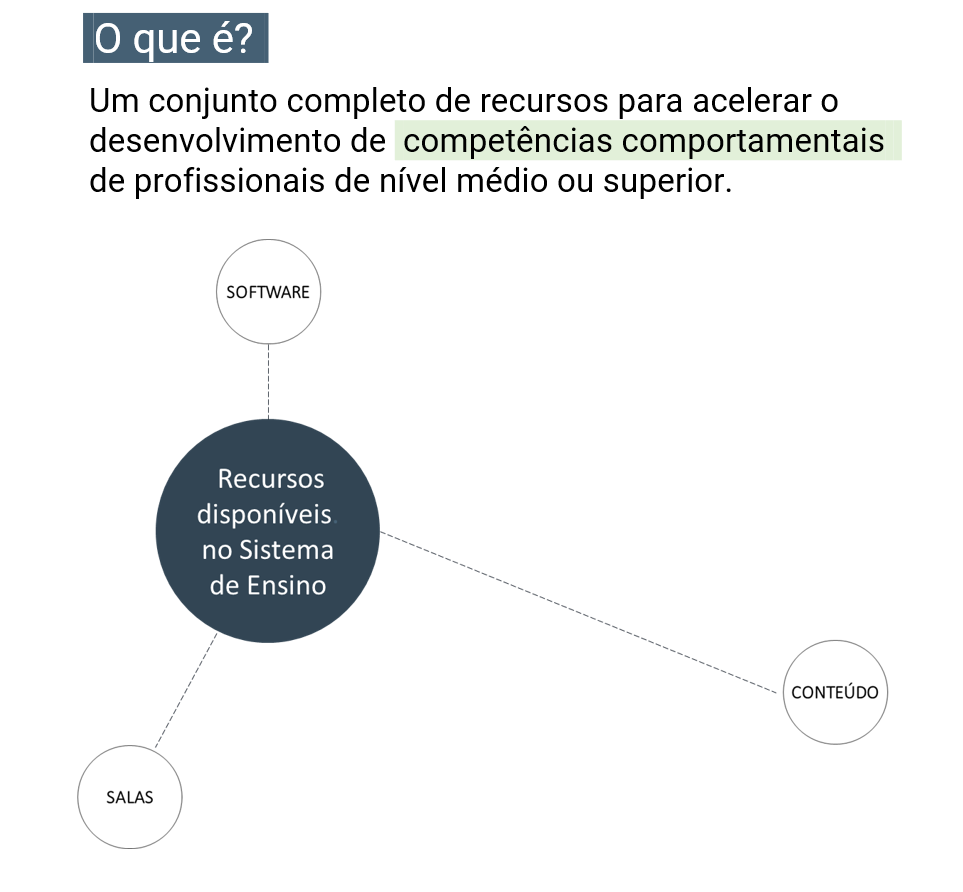 O que é?
Um conjunto completo de recursos para acelerar o
desenvolvimento de competências comportamentais
de profissionais de nível médio ou superior.
SOFTWARE
Recursos
disponíveis
no Sistema
de Ensino
CONTEÚDO
SALAS